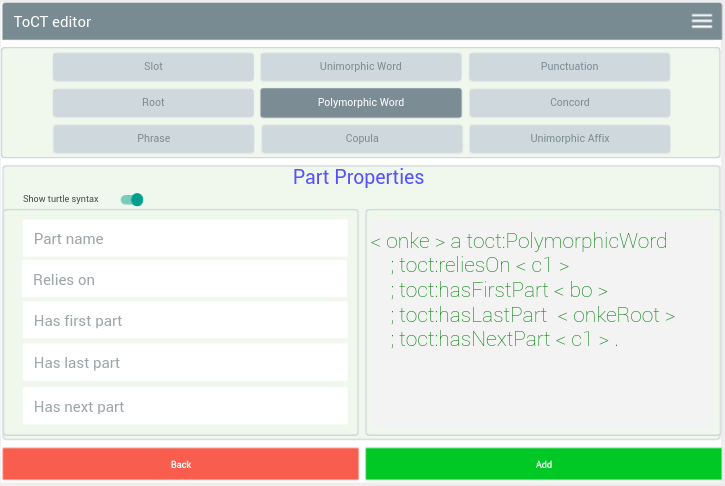 ToCT editor
Slot
Unimorphic Word
Punctuation
Root
Polymorphic Word
Concord
Phrase
Copula
Unimorphic Affix
Part Properties
Show turtle syntax
Part name
Relies on
Has first part
Has last part
Has next part
< onke > a toct:PolymorphicWord
; toct:reliesOn < c1 >
; toct:hasFirstPart < bo >
; toct:hasLastPart < onkeRoot >
; toct:hasNextPart < c1 > .
Back
Add